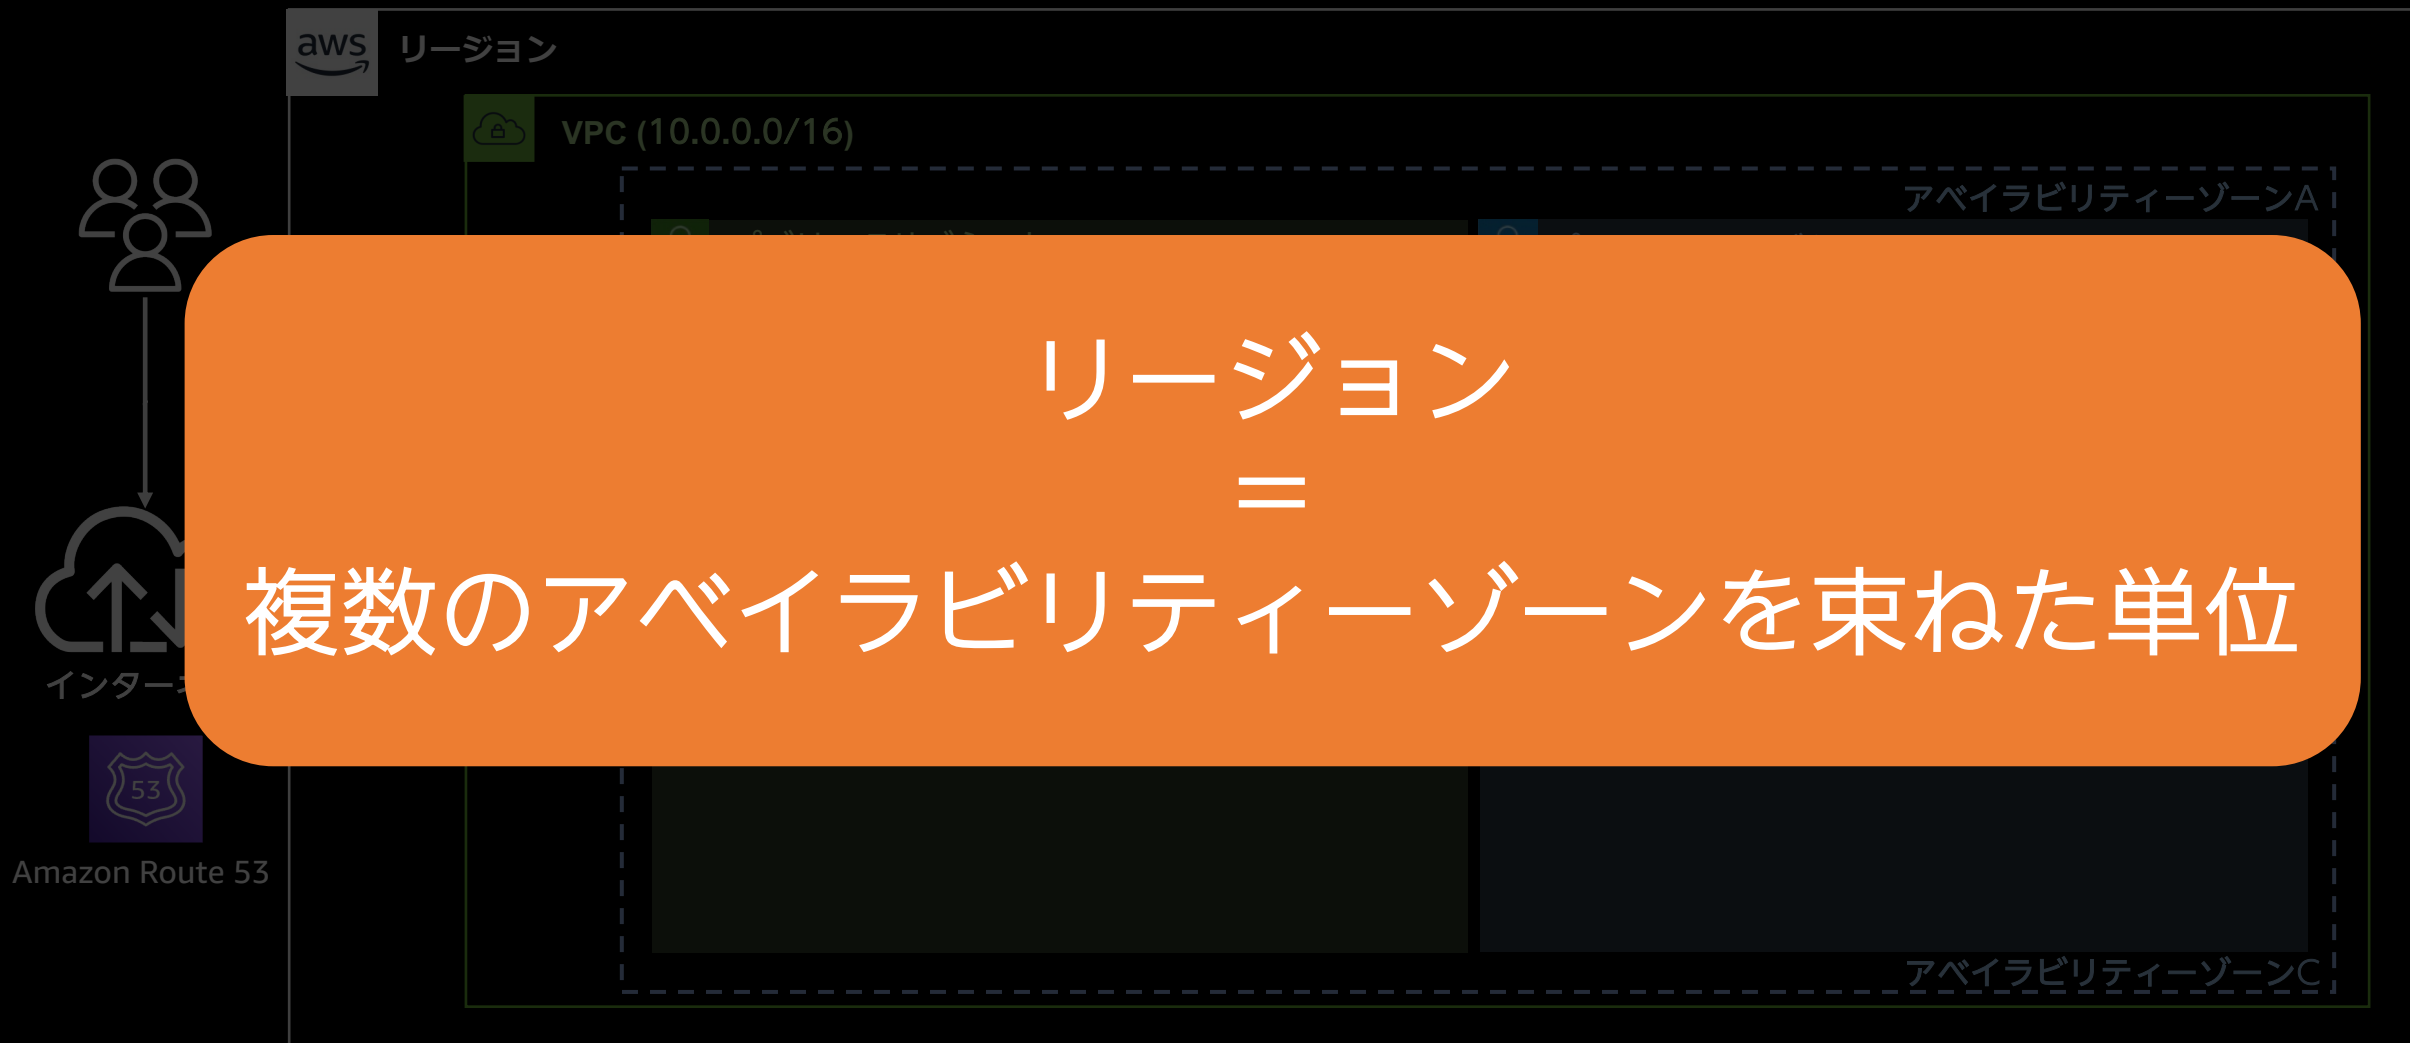 aws
リージョン
VPC (10.0.0.0/16)
アベイラビリティーゾーンA
リージョン
=
複数のアベイラビリティーゾーンを束ねた単位
53
Amazon Route 53
アベイラビリティーゾーンC